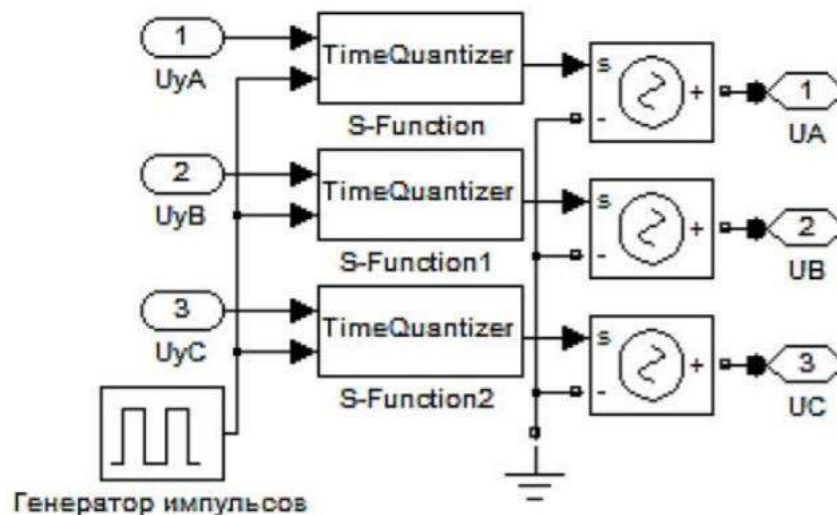 1
UyA
TimeQuantizer
S-Function
s
-
+
1
UA
2
UyB
TimeQuantizer
S-Function1
s
-
+
2
UB
3
UyC
TimeQuantizer
S-Function2
s
-
+
3
UC
Генератор импульсов